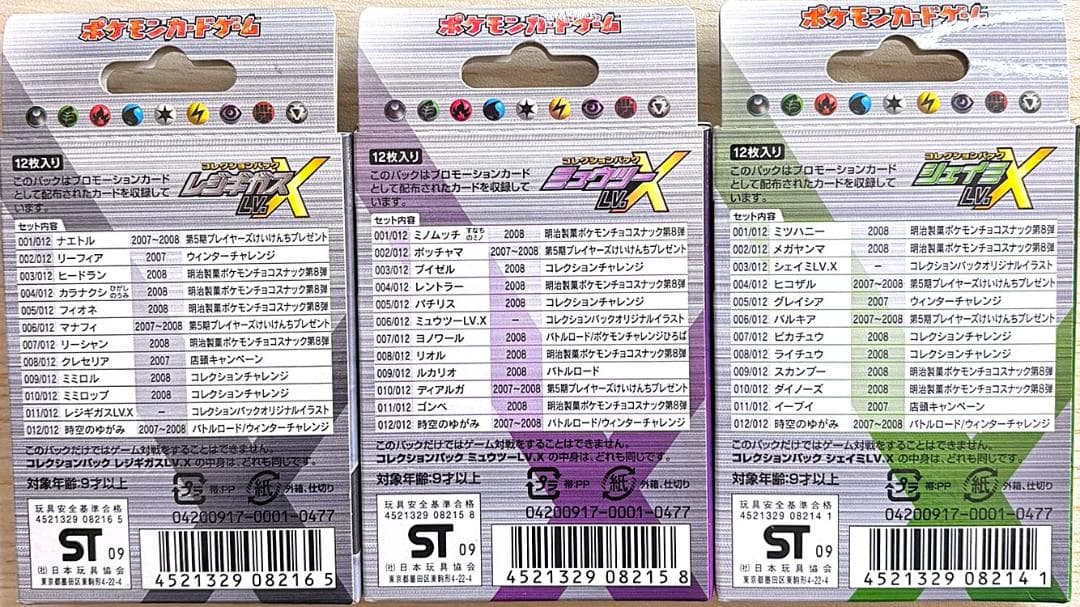 ポケモンカードゲーム
12枚入り
コレクションパック
レジギガス LV.X
このパックはプロモーションカード
として配布されたカードを収録して
います。
セット内容
001/012 ナエトル 2007~2008 第5期プレイヤーズけいけんちプレゼント
002/012 リーフィア 2007 ウィンターチャレンジ
003/012 ヒードラン 2008 明治製菓ポケモンチョコスナック第8弾
004/012 カラナクシ ひがしのうみ 2008 明治製菓ポケモンチョコスナック第8弾
005/012 フィオネ 2008 明治製菓ポケモンチョコスナック第8弾
006/012 マナフィ 2007~2008 第5期プレイヤーズけいけんちプレゼント
007/012 リーシャン 2008 明治製菓ポケモンチョコスナック第8弾
008/012 クレセリア 2007 店頭キャンペーン
009/012 ミミロル 2008 コレクションチャレンジ
010/012 ミミロップ 2008 コレクションチャレンジ
011/012 レジギガスLV.X － コレクションパックオリジナルイラスト
012/012 時空のゆがみ 2007~2008 バトルロード/ウィンターチャレンジ
このパックだけではゲーム対戦をすることはできません。
コレクションパック レジギガスLV.X の中身は、どれも同じです。
対象年齢:9才以上
プラ 帯:PP 紙 外箱、仕切り
玩具安全基準合格
4521329 08216 5
04200917-0001-0477
ST 09
(社)日本玩具協会
東京都墨田区東駒形4-22-4
4 521329 082165
ポケモンカードゲーム
12枚入り
コレクションパック
ミュウツー LV.X
このパックはプロモーションカード
として配布されたカードを収録して
います。
セット内容
001/012 ミノムッチ すなちのミノ 2008 明治製菓ポケモンチョコスナック第8弾
002/012 ポッチャマ 2007~2008 第5期プレイヤーズけいけんちプレゼント
003/012 ブイゼル 2008 コレクションチャレンジ
004/012 レントラー 2008 明治製菓ポケモンチョコスナック第8弾
005/012 パチリス 2008 コレクションチャレンジ
006/012 ミュウツーLV.X － コレクションパックオリジナルイラスト
007/012 ヨノワール 2008 バトルロード/ポケモンチャレンジひろば
008/012 リオル 2008 明治製菓ポケモンチョコスナック第8弾
009/012 ルカリオ 2008 バトルロード
010/012 ディアルガ 2007~2008 第5期プレイヤーズけいけんちプレゼント
011/012 ゴンベ 2008 明治製菓ポケモンチョコスナック第8弾
012/012 時空のゆがみ 2007~2008 バトルロード/ウィンターチャレンジ
このパックだけではゲーム対戦をすることはできません。
コレクションパック ミュウツーLV.X の中身は、どれも同じです。
対象年齢:9才以上
プラ 帯:PP 紙 外箱、仕切り
玩具安全基準合格
4521329 08215 8
04200917-0001-0477
ST 09
(社)日本玩具協会
東京都墨田区東駒形4-22-4
4 521329 082158
ポケモンカードゲーム
12枚入り
コレクションパック
シェイミ LV.X
このパックはプロモーションカード
として配布されたカードを収録して
います。
セット内容
001/012 ミツハニー 2008 明治製菓ポケモンチョコスナック第8弾
002/012 メガヤンマ 2008 明治製菓ポケモンチョコスナック第8弾
003/012 シェイミLV.X － コレクションパックオリジナルイラスト
004/012 ヒコザル 2007~2008 第5期プレイヤーズけいけんちプレゼント
005/012 グレイシア 2007 ウィンターチャレンジ
006/012 パルキア 2007~2008 第5期プレイヤーズけいけんちプレゼント
007/012 ピカチュウ 2008 コレクションチャレンジ
008/012 ライチュウ 2008 コレクションチャレンジ
009/012 スカンプー 2008 明治製菓ポケモンチョコスナック第8弾
010/012 ダイノーズ 2008 明治製菓ポケモンチョコスナック第8弾
011/012 イーブイ 2007 店頭キャンペーン
012/012 時空のゆがみ 2007~2008 バトルロード/ウィンターチャレンジ
このパックだけではゲーム対戦をすることはできません。
コレクションパック シェイミLV.X の中身は、どれも同じです。
対象年齢:9才以上
プラ 帯:PP 紙 外箱、仕切り
玩具安全基準合格
4521329 08214 1
04200917-0001-0477
ST 09
(社)日本玩具協会
東京都墨田区東駒形4-22-4
4 521329 082141